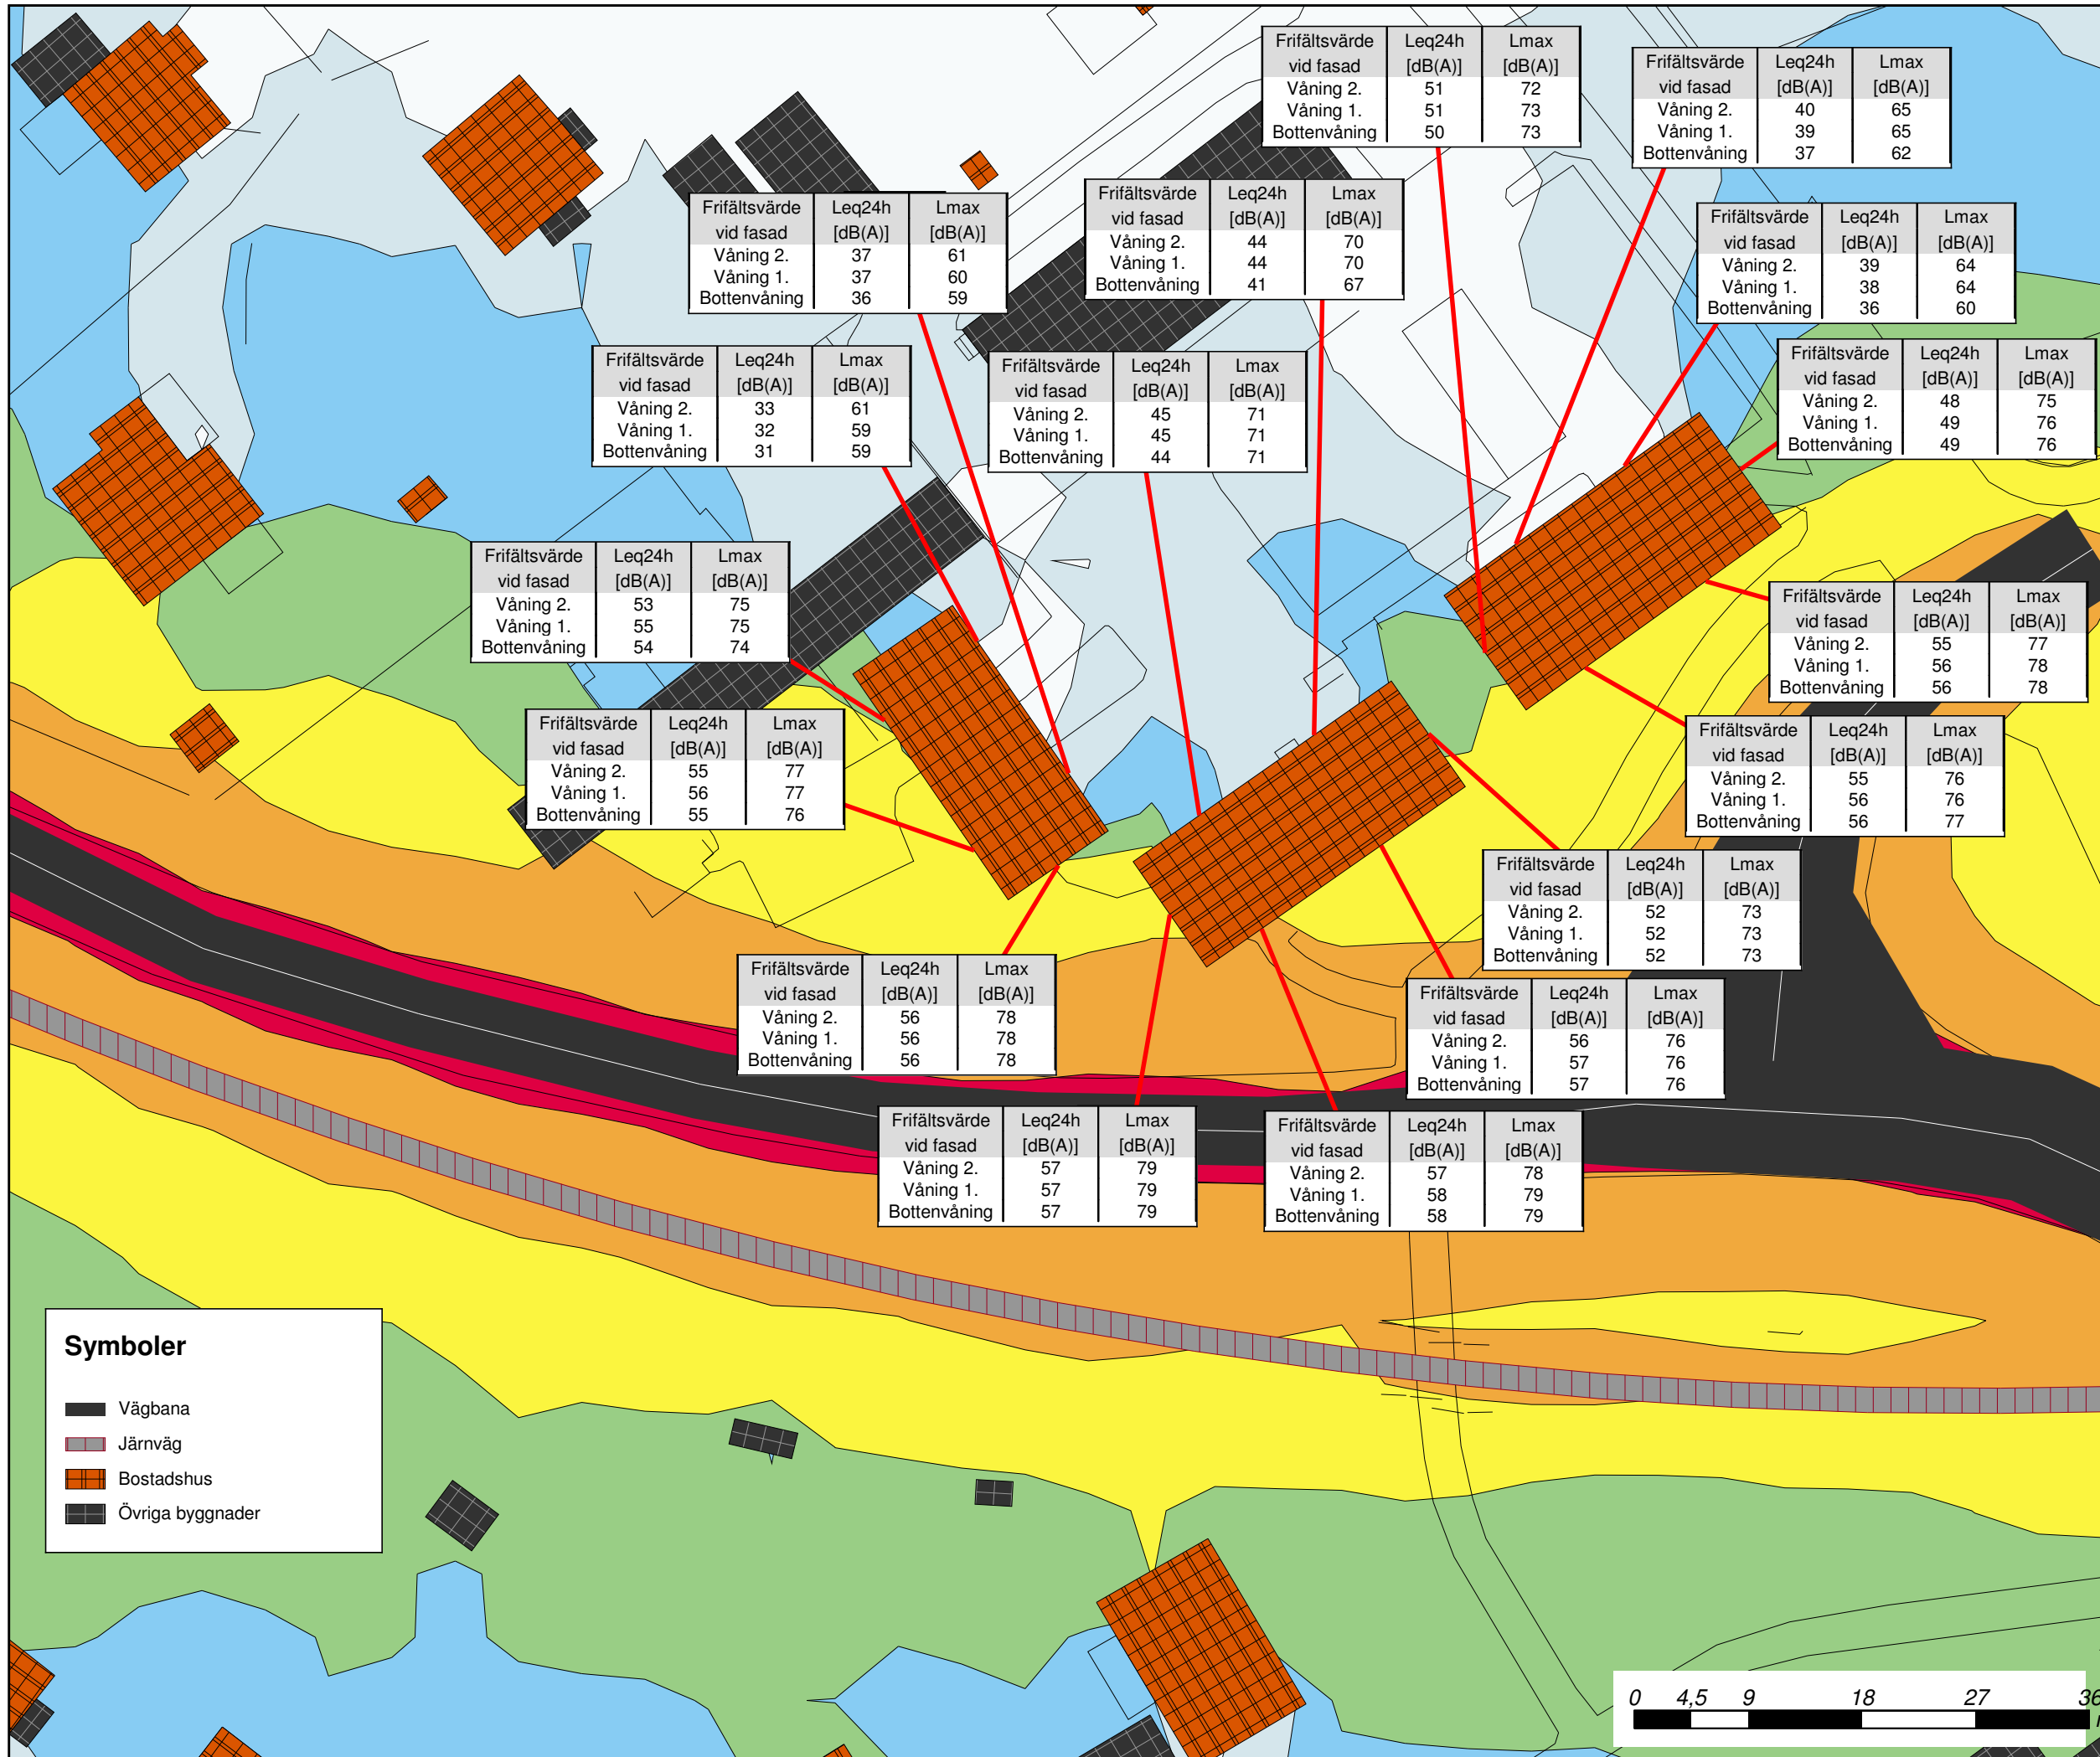 Frifältsvärde Leq24h Lmax
vid fasad [dB(A)] [dB(A)]
Våning 2. 51 72
Våning 1. 51 73
Bottenvåning 50 73
Frifältsvärde Leq24h Lmax
vid fasad [dB(A)] [dB(A)]
Våning 2. 40 65
Våning 1. 39 65
Bottenvåning 37 62
Frifältsvärde Leq24h Lmax
vid fasad [dB(A)] [dB(A)]
Våning 2. 37 61
Våning 1. 37 60
Bottenvåning 36 59
Frifältsvärde Leq24h Lmax
vid fasad [dB(A)] [dB(A)]
Våning 2. 44 70
Våning 1. 44 70
Bottenvåning 41 67
Frifältsvärde Leq24h Lmax
vid fasad [dB(A)] [dB(A)]
Våning 2. 39 64
Våning 1. 38 64
Bottenvåning 36 60
Frifältsvärde Leq24h Lmax
vid fasad [dB(A)] [dB(A)]
Våning 2. 33 61
Våning 1. 32 59
Bottenvåning 31 59
Frifältsvärde Leq24h Lmax
vid fasad [dB(A)] [dB(A)]
Våning 2. 45 71
Våning 1. 45 71
Bottenvåning 44 71
Frifältsvärde Leq24h Lmax
vid fasad [dB(A)] [dB(A)]
Våning 2. 48 75
Våning 1. 49 76
Bottenvåning 49 76
Frifältsvärde Leq24h Lmax
vid fasad [dB(A)] [dB(A)]
Våning 2. 53 75
Våning 1. 55 75
Bottenvåning 54 74
Frifältsvärde Leq24h Lmax
vid fasad [dB(A)] [dB(A)]
Våning 2. 55 77
Våning 1. 56 78
Bottenvåning 56 78
Frifältsvärde Leq24h Lmax
vid fasad [dB(A)] [dB(A)]
Våning 2. 55 77
Våning 1. 56 77
Bottenvåning 55 76
Frifältsvärde Leq24h Lmax
vid fasad [dB(A)] [dB(A)]
Våning 2. 55 76
Våning 1. 56 76
Bottenvåning 56 77
Frifältsvärde Leq24h Lmax
vid fasad [dB(A)] [dB(A)]
Våning 2. 52 73
Våning 1. 52 73
Bottenvåning 52 73
Frifältsvärde Leq24h Lmax
vid fasad [dB(A)] [dB(A)]
Våning 2. 56 78
Våning 1. 56 78
Bottenvåning 56 78
Frifältsvärde Leq24h Lmax
vid fasad [dB(A)] [dB(A)]
Våning 2. 56 76
Våning 1. 57 76
Bottenvåning 57 76
Frifältsvärde Leq24h Lmax
vid fasad [dB(A)] [dB(A)]
Våning 2. 57 79
Våning 1. 57 79
Bottenvåning 57 79
Frifältsvärde Leq24h Lmax
vid fasad [dB(A)] [dB(A)]
Våning 2. 57 78
Våning 1. 58 79
Bottenvåning 58 79
Symboler
Vägbana
Järnväg
Bostadshus
Övriga byggnader
0 4,5 9 18 27 36